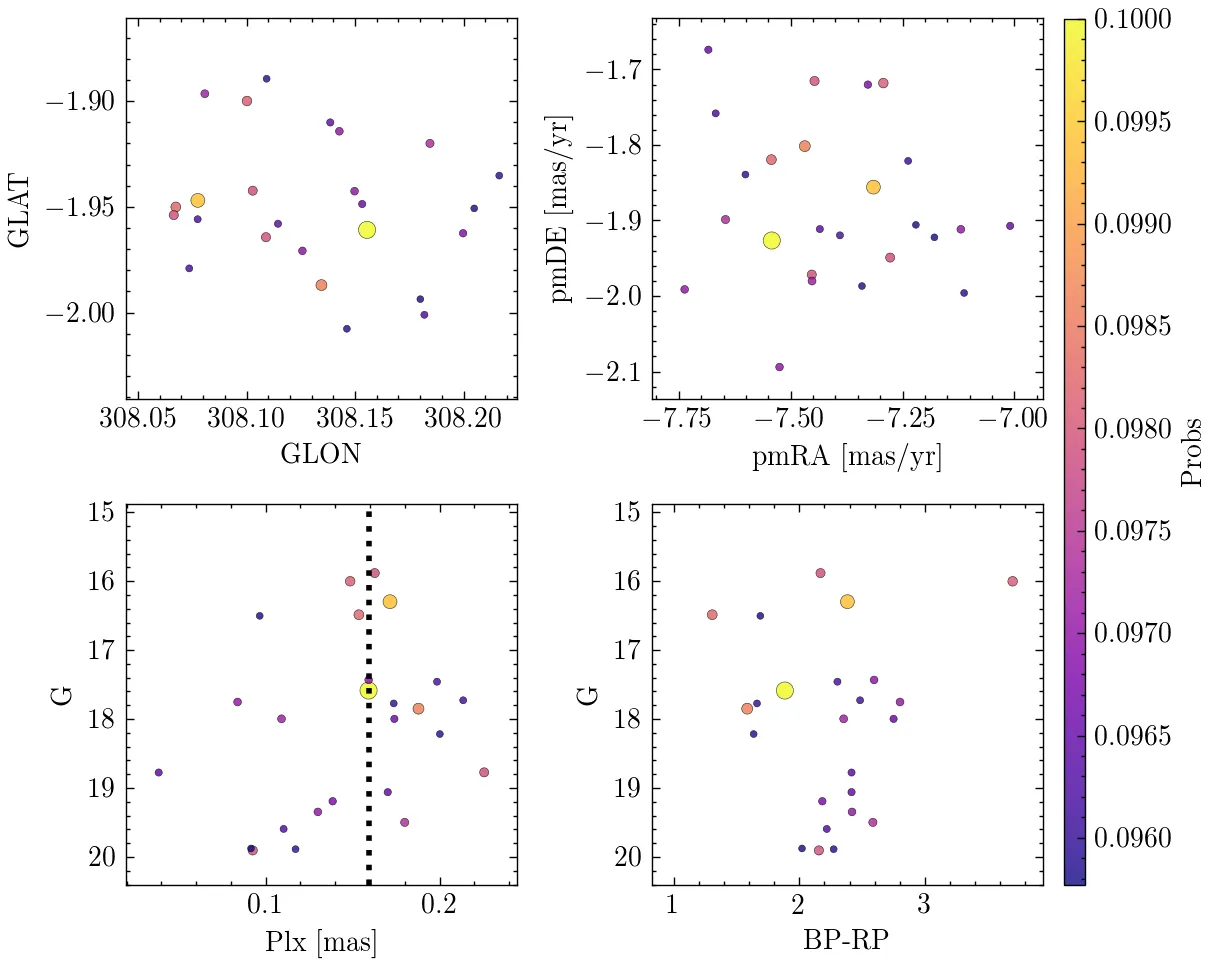 GLAT
−1.90
−1.95
−2.00
308.05 308.10 308.15 308.20
GLON
pmDE [mas/yr]
−1.7
−1.8
−1.9
−2.0
−2.1
−7.75 −7.50 −7.25 −7.00
pmRA [mas/yr]
G
15
16
17
18
19
20
0.1 0.2
Plx [mas]
G
15
16
17
18
19
20
1 2 3
BP-RP
0.1000
0.0995
0.0990
0.0985
0.0980
0.0975
0.0970
0.0965
0.0960
Probs